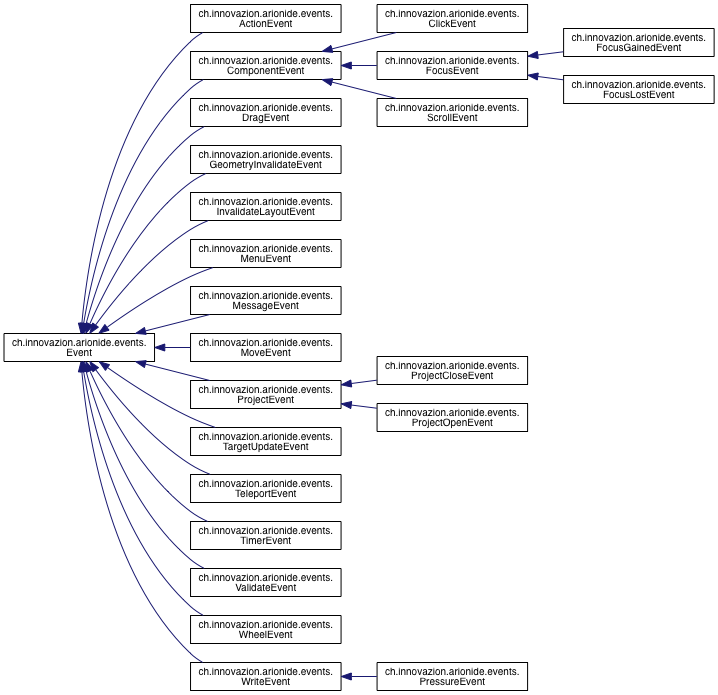 ch.innovazion.arionide.events.
Event
ch.innovazion.arionide.events.
ActionEvent
ch.innovazion.arionide.events.
ComponentEvent
ch.innovazion.arionide.events.
DragEvent
ch.innovazion.arionide.events.
GeometryInvalidateEvent
ch.innovazion.arionide.events.
InvalidateLayoutEvent
ch.innovazion.arionide.events.
MenuEvent
ch.innovazion.arionide.events.
MessageEvent
ch.innovazion.arionide.events.
MoveEvent
ch.innovazion.arionide.events.
ProjectEvent
ch.innovazion.arionide.events.
TargetUpdateEvent
ch.innovazion.arionide.events.
TeleportEvent
ch.innovazion.arionide.events.
TimerEvent
ch.innovazion.arionide.events.
ValidateEvent
ch.innovazion.arionide.events.
WheelEvent
ch.innovazion.arionide.events.
WriteEvent
ch.innovazion.arionide.events.
ClickEvent
ch.innovazion.arionide.events.
FocusEvent
ch.innovazion.arionide.events.
ScrollEvent
ch.innovazion.arionide.events.
ProjectCloseEvent
ch.innovazion.arionide.events.
ProjectOpenEvent
ch.innovazion.arionide.events.
PressureEvent
ch.innovazion.arionide.events.
FocusGainedEvent
ch.innovazion.arionide.events.
FocusLostEvent